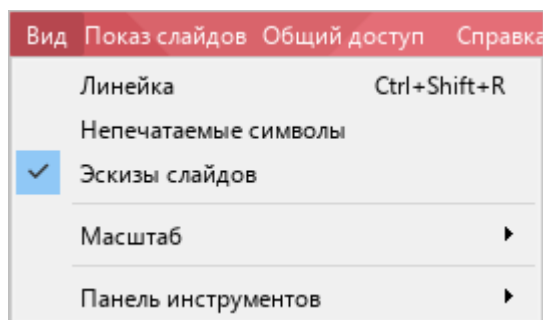 Вид Показ слайдов Общий доступ Справка
Линейка Ctrl+Shift+R
Непечатаемые символы
Эскизы слайдов
Масштаб
Панель инструментов